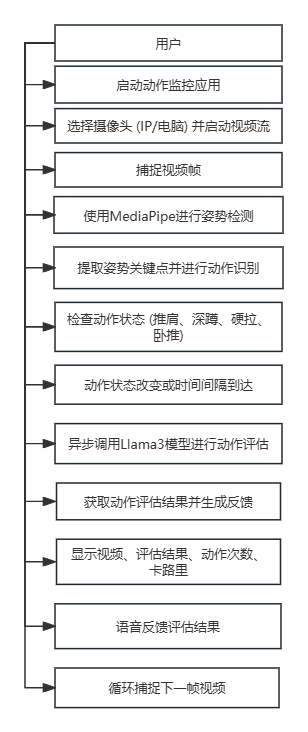 用户
启动动作监控应用
选择摄像头 (IP/电脑) 并启动视频流
捕捉视频帧
使用MediaPipe进行姿势检测
提取姿势关键点并进行动作识别
检查动作状态 (推肩、深蹲、硬拉、
卧推)
动作状态改变或时间间隔到达
异步调用Llama3模型进行动作评估
获取动作评估结果并生成反馈
显示视频、评估结果、动作次数、
卡路里
语音反馈评估结果
循环捕捉下一帧视频